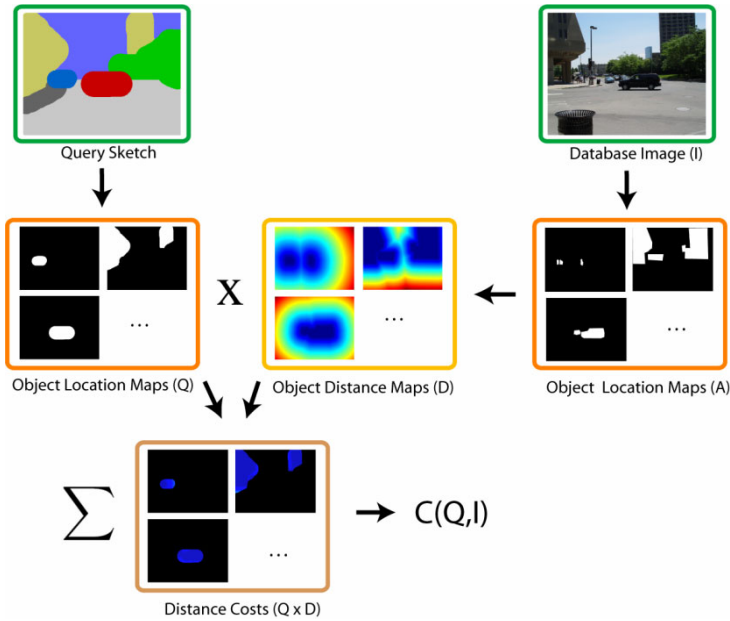 Query Sketch
Database Image (I)
X
...
...
...
Object Location Maps (Q)
Object Distance Maps (D)
Object Location Maps (A)
∑
...
C(Q,I)
Distance Costs (Q x D)